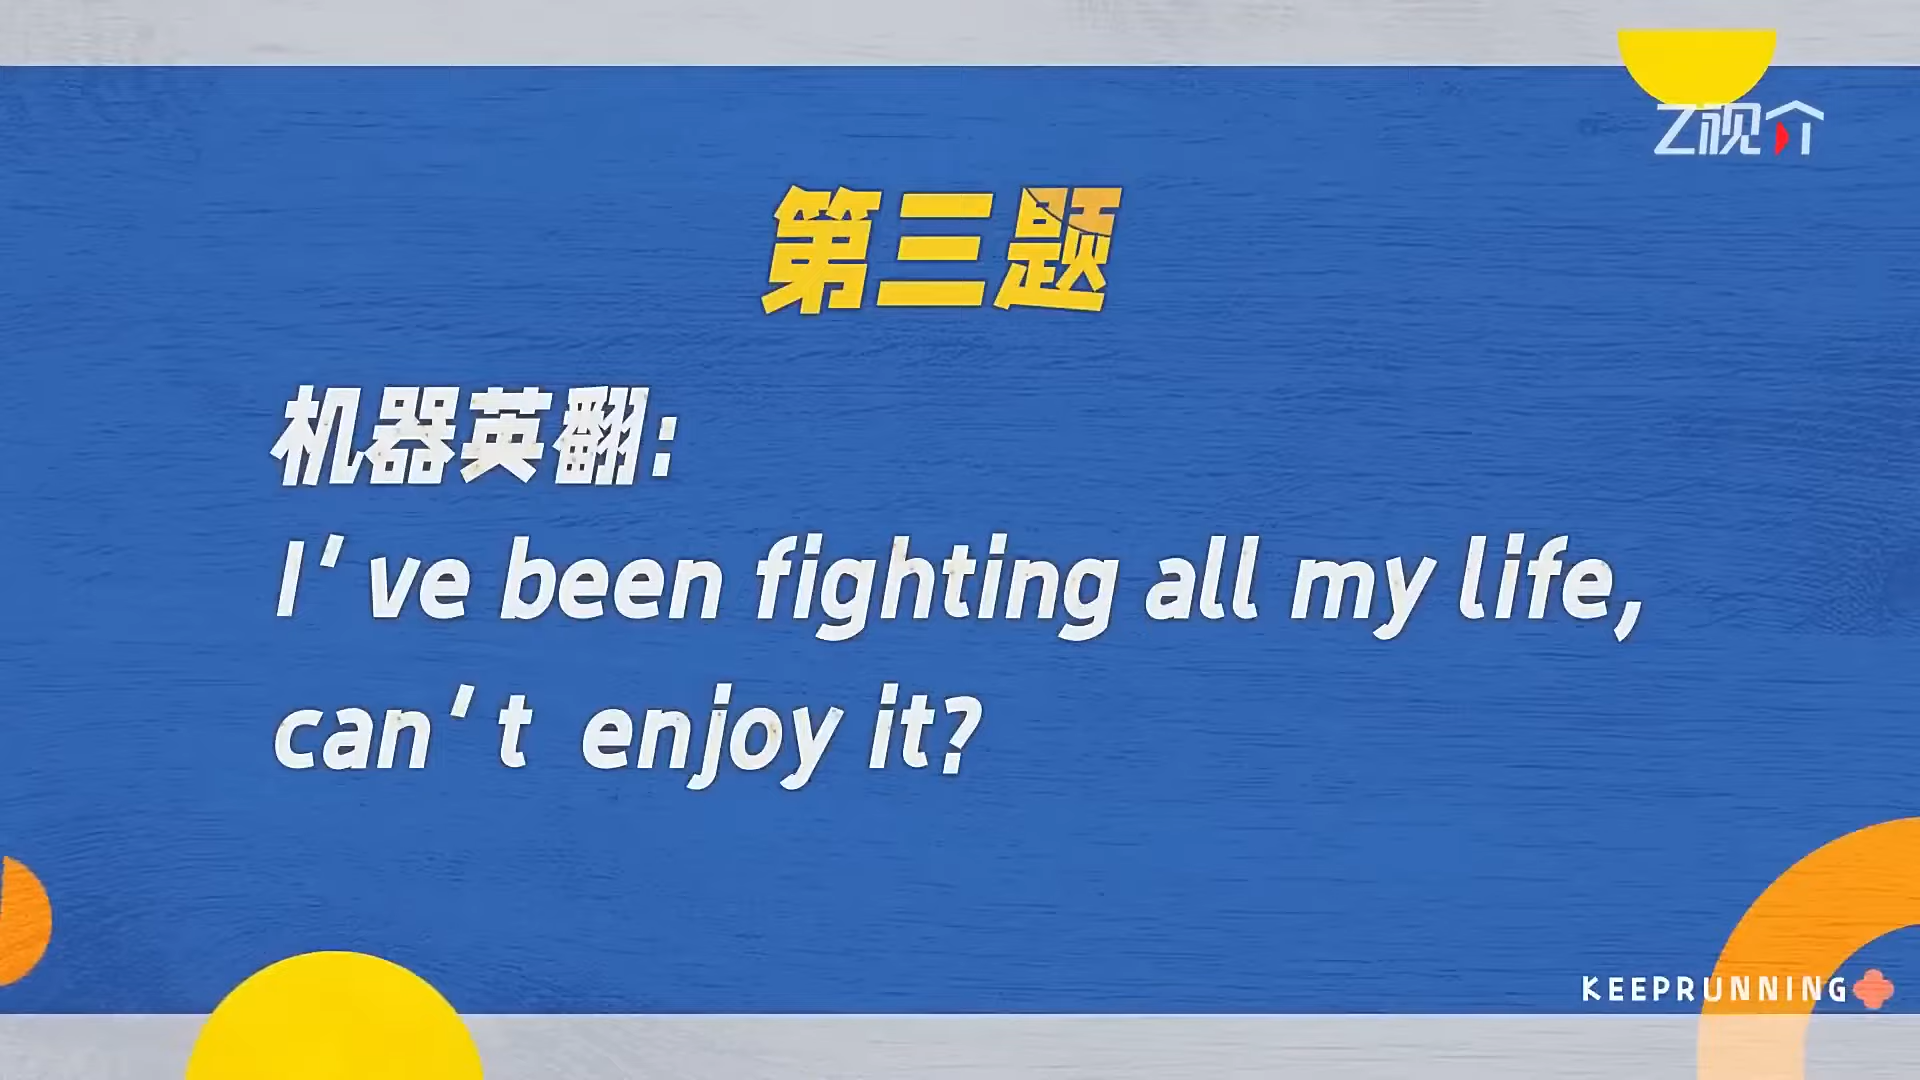 Z视介
第三题
机器英翻:
I've been fighting all my life,
can't enjoy it?
KEEPRUNNING